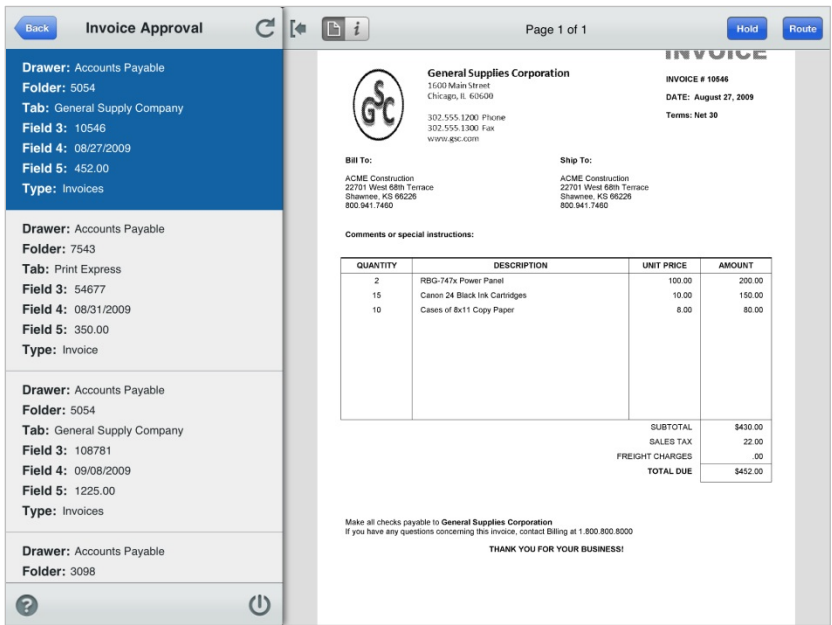 Back
Invoice Approval
Drawer: Accounts Payable
Folder: 5054
Tab: General Supply Company
Field 3: 10546
Field 4: 08/27/2009
Field 5: 452.00
Type: Invoices
Drawer: Accounts Payable
Folder: 7543
Tab: Print Express
Field 3: 54677
Field 4: 08/31/2009
Field 5: 350.00
Type: Invoice
Drawer: Accounts Payable
Folder: 5054
Tab: General Supply Company
Field 3: 108781
Field 4: 09/08/2009
Field 5: 1225.00
Type: Invoices
Drawer: Accounts Payable
Folder: 3098
?
i
Page 1 of 1
Hold
Route
INVOICE
GSC
General Supplies Corporation
1600 Main Street
Chicago, IL 60600
302.555.1200 Phone
302.555.1300 Fax
www.gsc.com
INVOICE # 10546
DATE: August 27, 2009
Terms: Net 30
Bill To:
ACME Construction
22701 West 68th Terrace
Shawnee, KS 66226
800.941.7460
Ship To:
ACME Construction
22701 West 68th Terrace
Shawnee, KS 66226
800.941.7460
Comments or special instructions:
QUANTITY DESCRIPTION UNIT PRICE AMOUNT
2 RBG-747x Power Panel 100.00 200.00
15 Canon 24 Black Ink Cartridges 10.00 150.00
10 Cases of 8x11 Copy Paper 8.00 80.00
SUBTOTAL $430.00
SALES TAX 22.00
FREIGHT CHARGES .00
TOTAL DUE $452.00
Make all checks payable to General Supplies Corporation
If you have any questions concerning this invoice, contact Billing at 1.800.800.8000
THANK YOU FOR YOUR BUSINESS!